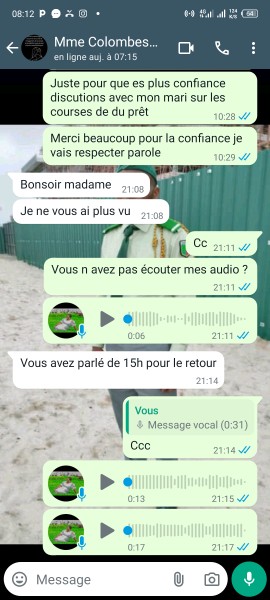 08:12 P
4G
124 K/s
64
Mme Colombes...
en ligne auj. à 07:15
Juste pour que es plus confiance
discutions avec mon mari sur les
courses de du prêt
10:28
Merci beaucoup pour la confiance je
vais respecter parole
10:29
Bonsoir madame 21:08
Je ne vous ai plus vu 21:08
Cc 21:11
Vous n avez pas écouter mes audio ?
21:11
0:06 21:11
Vous avez parlé de 15h pour le retour
21:14
Vous
Message vocal (0:31)
Ccc 21:14
0:13 21:15
0:17 21:17
Message